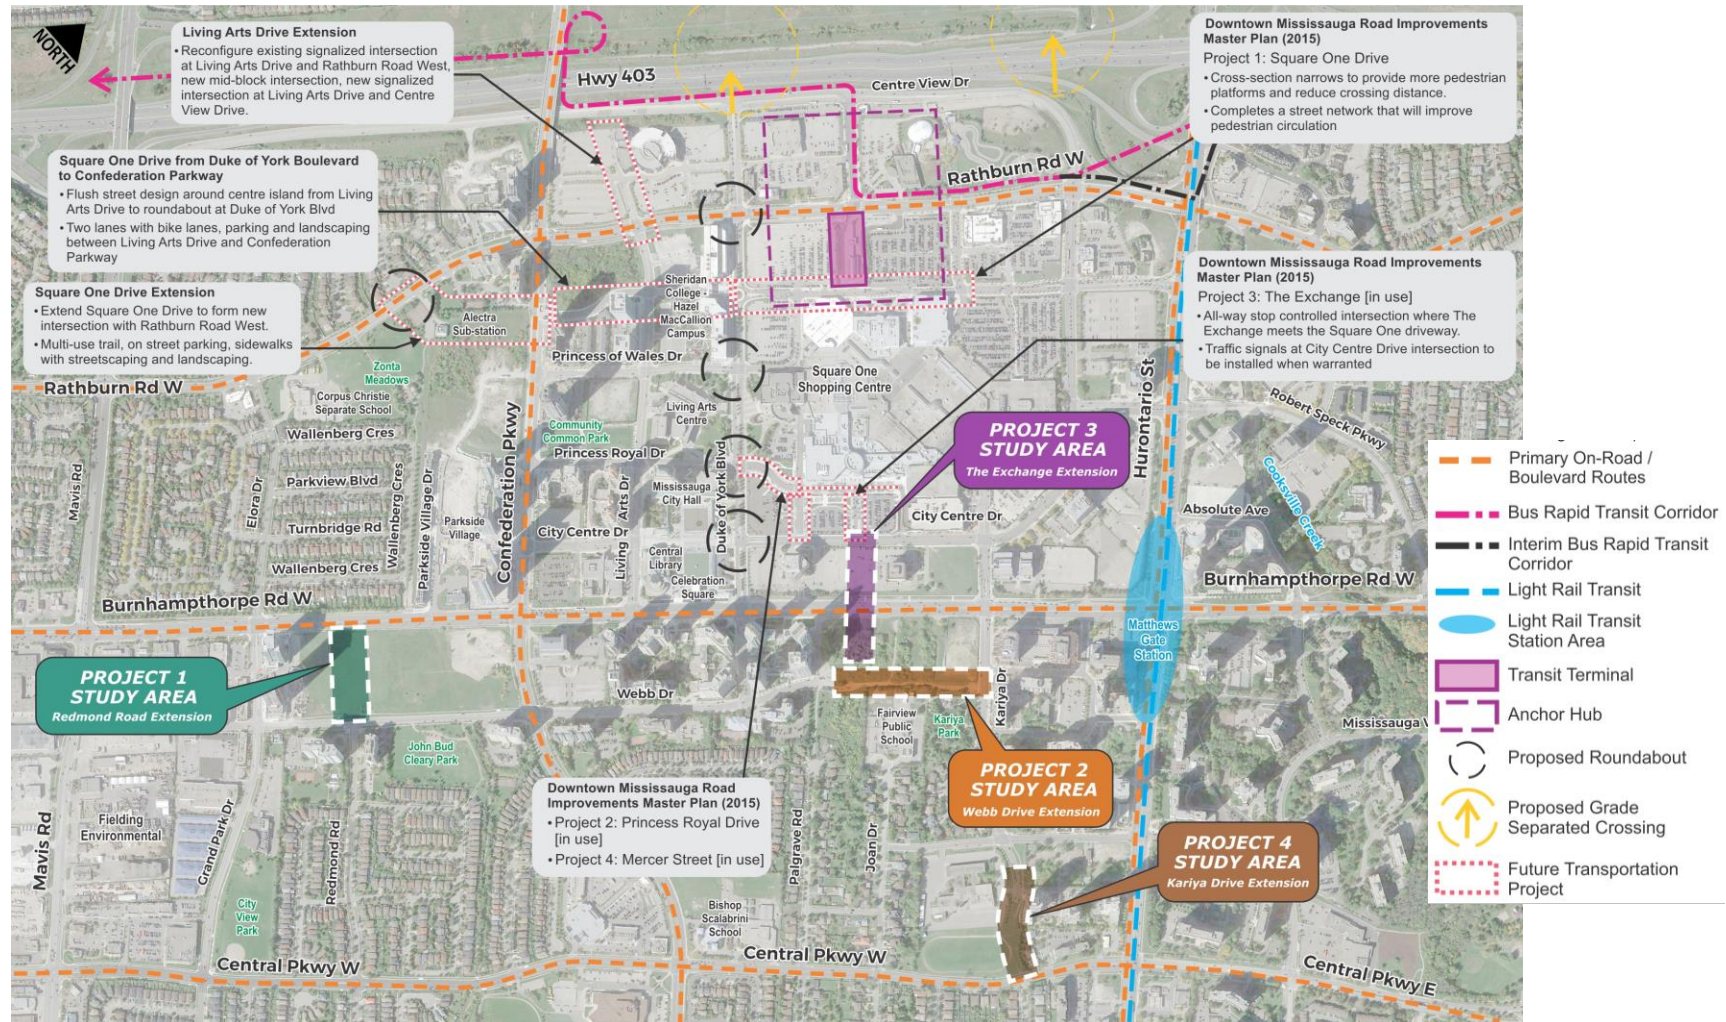 NORTH
Living Arts Drive Extension
• Reconfigure existing signalized intersection
at Living Arts Drive and Rathburn Road West,
new mid-block intersection, new signalized
intersection at Living Arts Drive and Centre
View Drive.
Hwy 403
Centre View Dr
Downtown Mississauga Road Improvements
Master Plan (2015)
Project 1: Square One Drive
• Cross-section narrows to provide more pedestrian
platforms and reduce crossing distance.
• Completes a street network that will improve
pedestrian circulation
Square One Drive from Duke of York Boulevard
to Confederation Parkway
• Flush street design around centre island from Living
Arts Drive to roundabout at Duke of York Blvd
• Two lanes with bike lanes, parking and landscaping
between Living Arts Drive and Confederation
Parkway
Rathburn Rd W
Square One Drive Extension
• Extend Square One Drive to form new
intersection with Rathburn Road West.
• Multi-use trail, on street parking, sidewalks
with streetscaping and landscaping.
Downtown Mississauga Road Improvements
Master Plan (2015)
Project 3: The Exchange [in use]
• All-way stop controlled intersection where The
Exchange meets the Square One driveway.
• Traffic signals at City Centre Drive intersection to
be installed when warranted
Alectra
Sub-station
Sheridan
College -
Hazel
MacCallion
Campus
Princess of Wales Dr
Zonta
Meadows
Rathburn Rd W
Corpus Christie
Separate School
Square One
Shopping Centre
Hurontario St
Robert Speck Pkwy
Wallenberg Cres
Living Arts
Centre
Community
Common Park
Princess Royal Dr
PROJECT 3
STUDY AREA
The Exchange Extension
Cooksville Creek
Mavis Rd
Elora Dr
Parkview Blvd
Wallenberg Cres
Parkside Village Dr
Confederation Pkwy
Turnbridge Rd
Parkside
Village
City Centre Dr
Living Arts Dr
Mississauga
City Hall
Duke of York Blvd
City Centre Dr
Absolute Ave
Wallenberg Cres
Central
Library
Celebration
Square
Burnhampthorpe Rd W
Burnhampthorpe Rd W
Matthews
Gate
Station
PROJECT 1
STUDY AREA
Redmond Road Extension
Webb Dr
Kariya Dr
Fairview
Public
School
Kariya
Park
Mississauga V
John Bud
Cleary Park
PROJECT 2
STUDY AREA
Webb Drive Extension
Downtown Mississauga Road
Improvements Master Plan (2015)
• Project 2: Princess Royal Drive
[in use]
• Project 4: Mercer Street [in use]
Mavis Rd
Fielding
Environmental
Grand Park Dr
Redmond Rd
Palgrave Rd
Joan Dr
PROJECT 4
STUDY AREA
Kariya Drive Extension
City
View
Park
Bishop
Scalabrini
School
Central Pkwy W
Central Pkwy W
Central Pkwy E
Primary On-Road /
Boulevard Routes
Bus Rapid Transit Corridor
Interim Bus Rapid Transit
Corridor
Light Rail Transit
Light Rail Transit
Station Area
Transit Terminal
Anchor Hub
Proposed Roundabout
Proposed Grade
Separated Crossing
Future Transportation
Project